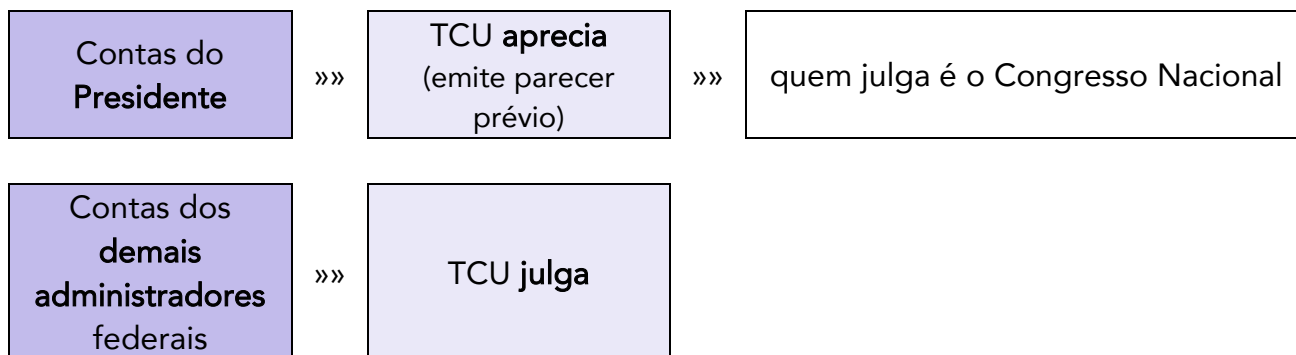 Contas do
Presidente
»»
TCU aprecia
(emite parecer
prévio)
»»
quem julga é o Congresso Nacional
Contas dos
demais
administradores
federais
»»
TCU julga